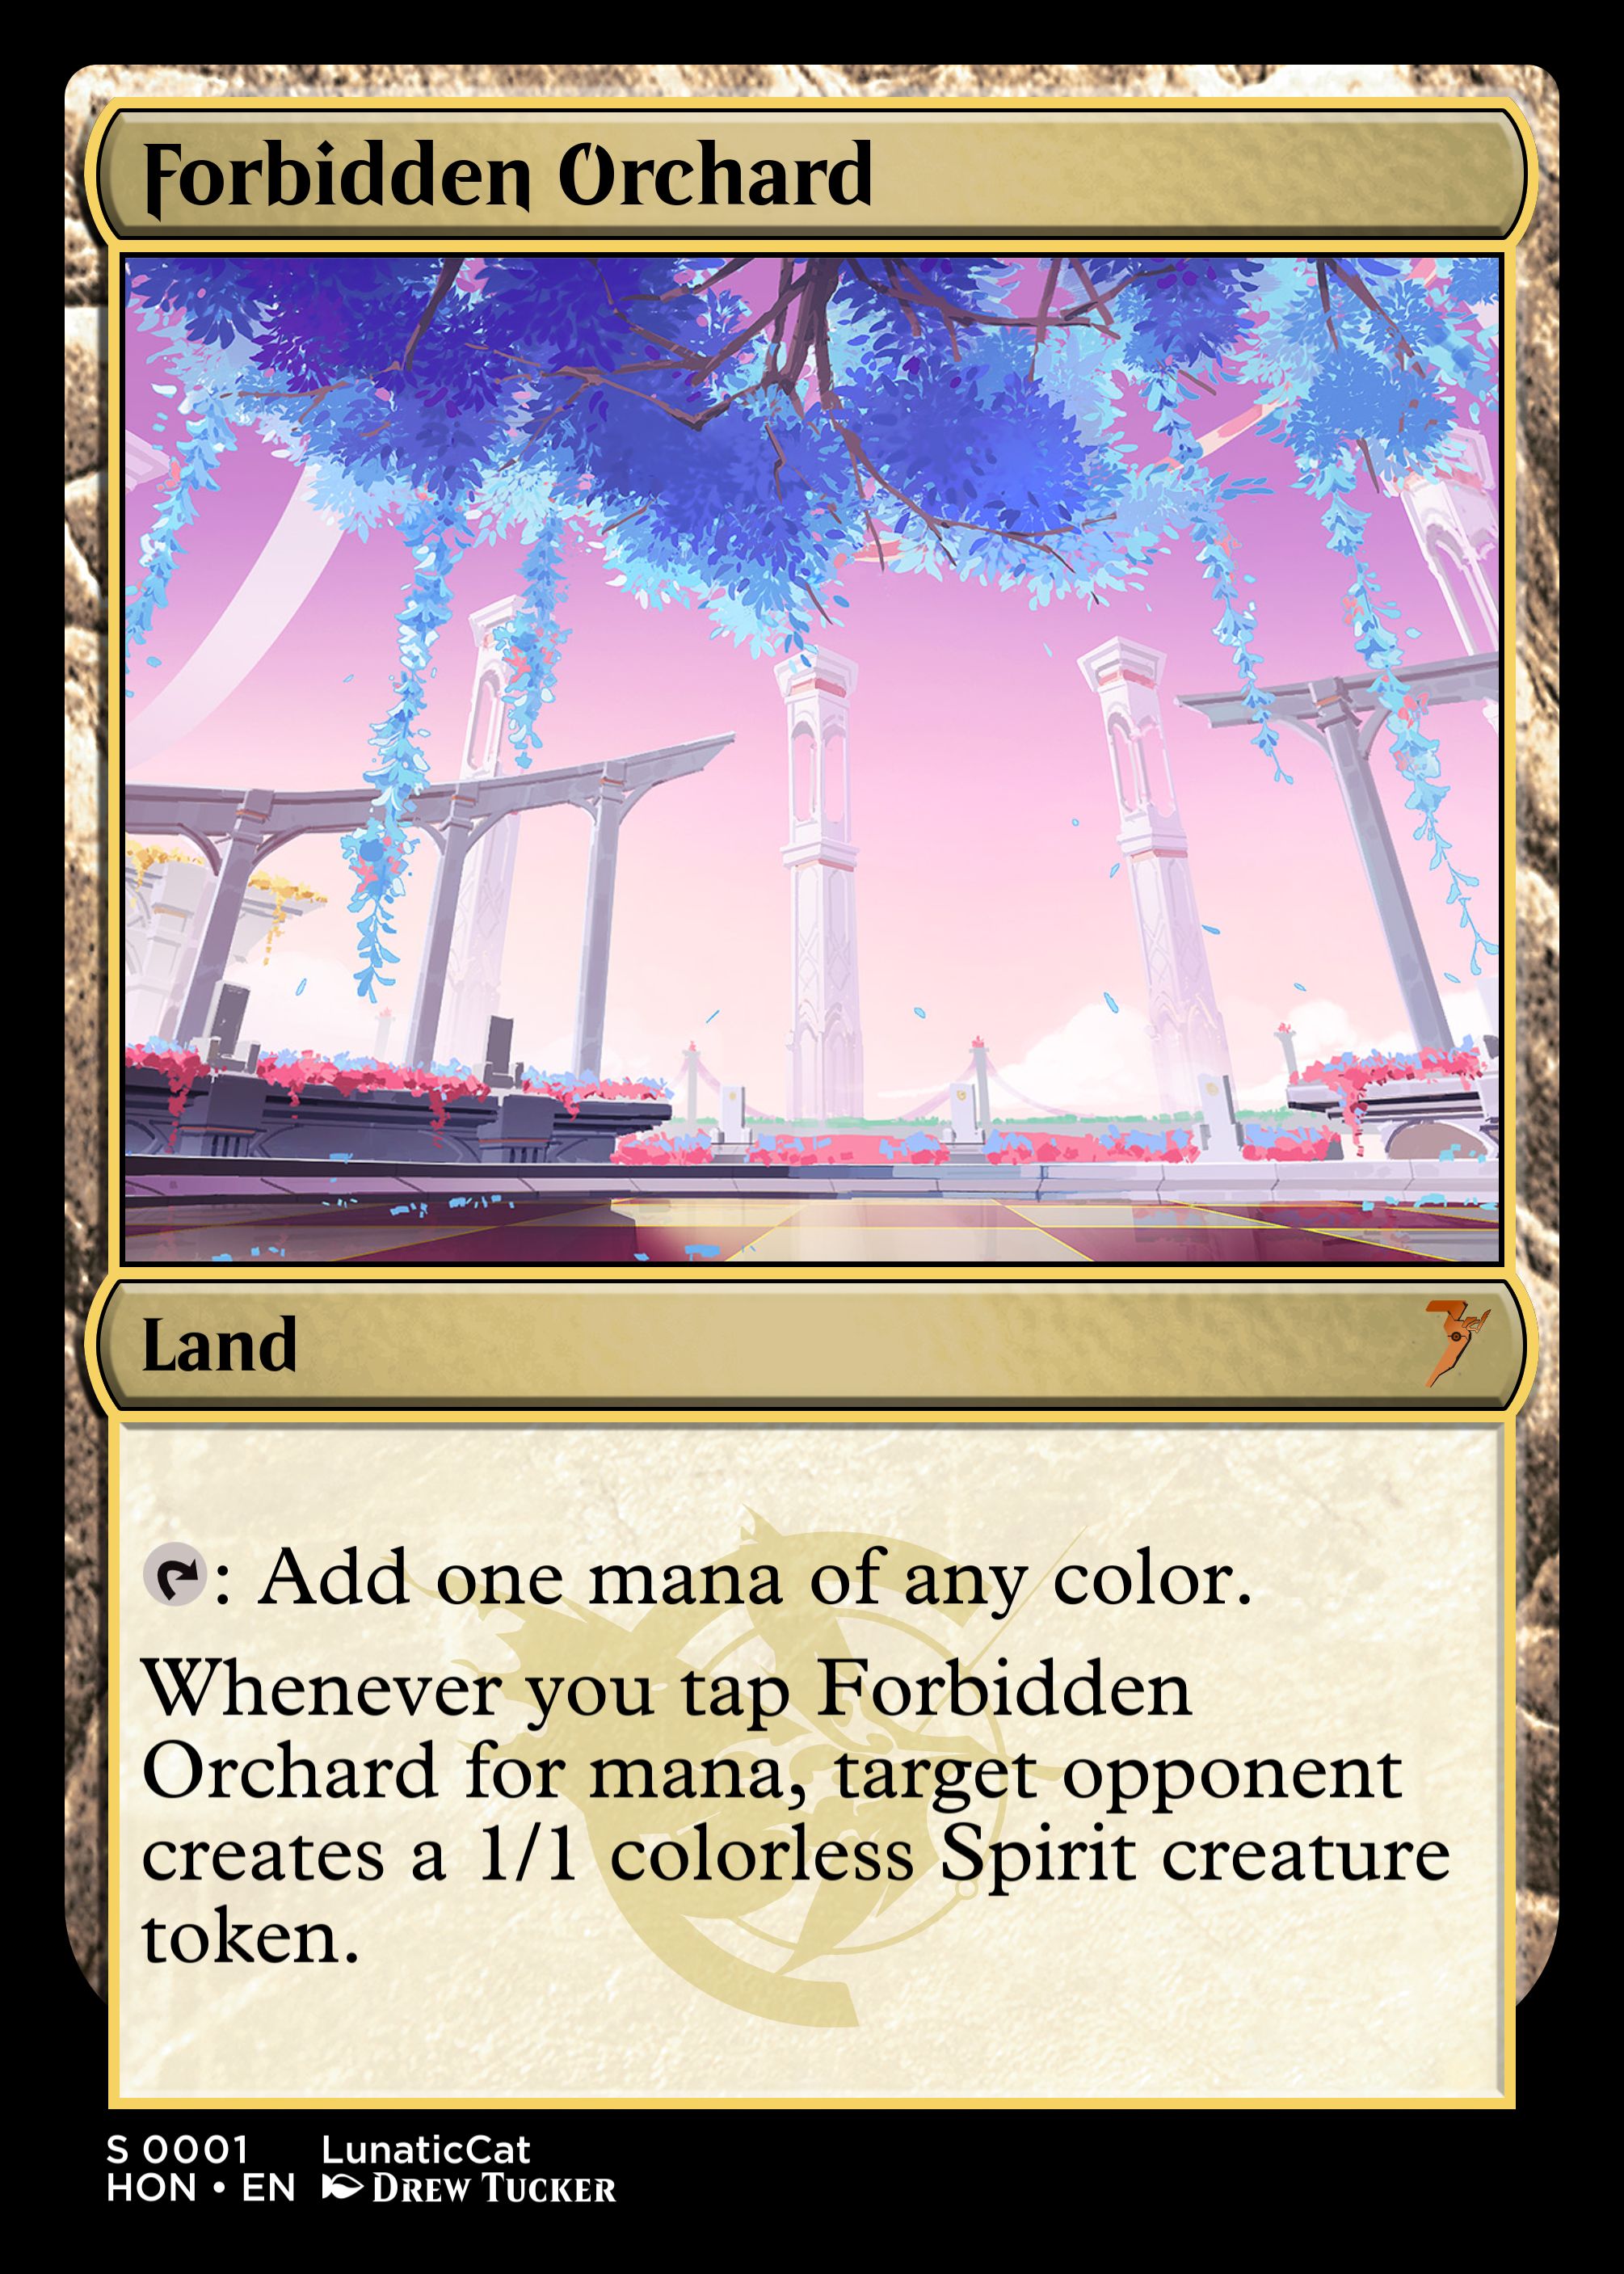 Forbidden Orchard
Land
: Add one mana of any color.
Whenever you tap Forbidden
Orchard for mana, target opponent
creates a 1/1 colorless Spirit creature
token.
S 0001 LunaticCat
HON • EN DREW TUCKER